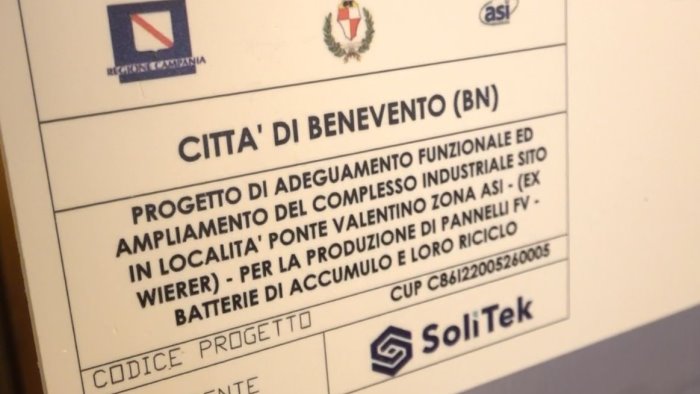 REGIONE CAMPANIA
asi
CITTA' DI BENEVENTO (BN)
PROGETTO DI ADEGUAMENTO FUNZIONALE ED
AMPLIAMENTO DEL COMPLESSO INDUSTRIALE SITO
IN LOCALITA' PONTE VALENTINO ZONA ASI - (EX
WIERER) - PER LA PRODUZIONE DI PANNELLI FV -
BATTERIE DI ACCUMULO E LORO RICICLO
CUP C86I22005260005
CODICE PROGETTO
SoliTek